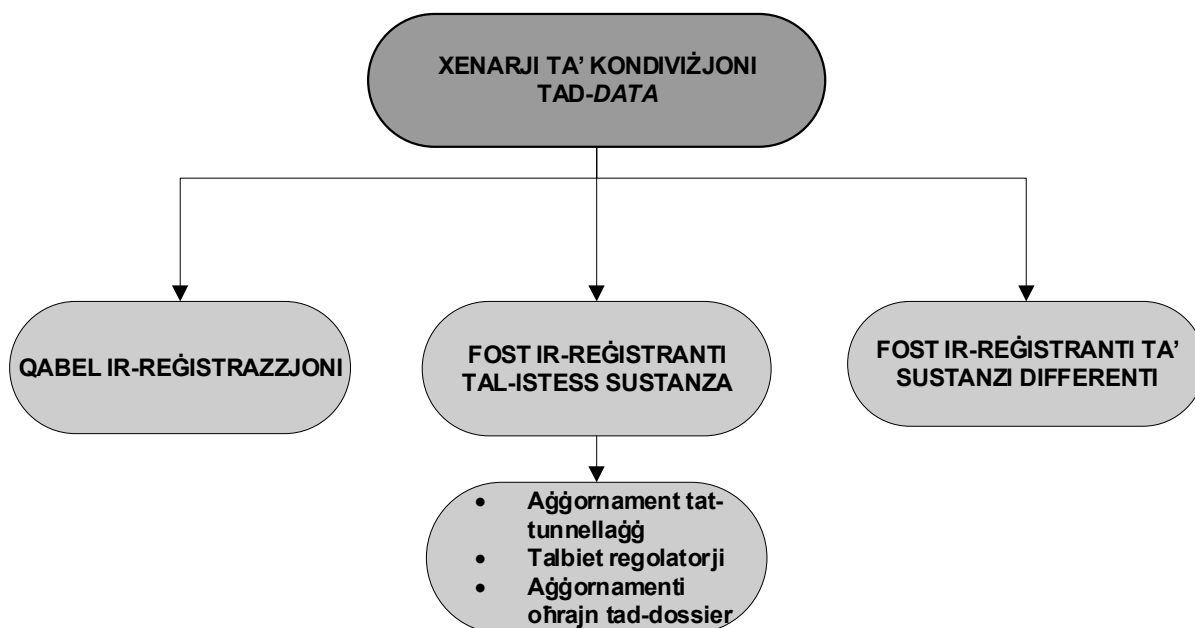 XENARJI TA’ KONDIVIŻJONI
TAD-DATA
QABEL IR-REĠISTRAZZJONI
FOST IR-REĠISTRANTI
TAL-ISTESS SUSTANZA
FOST IR-REĠISTRANTI TA’
SUSTANZI DIFFERENTI
• Aġġornament tat-
tunnellaġġ
• Talbiet regolatorji
• Aġġornamenti
oħrajn tad-dossier